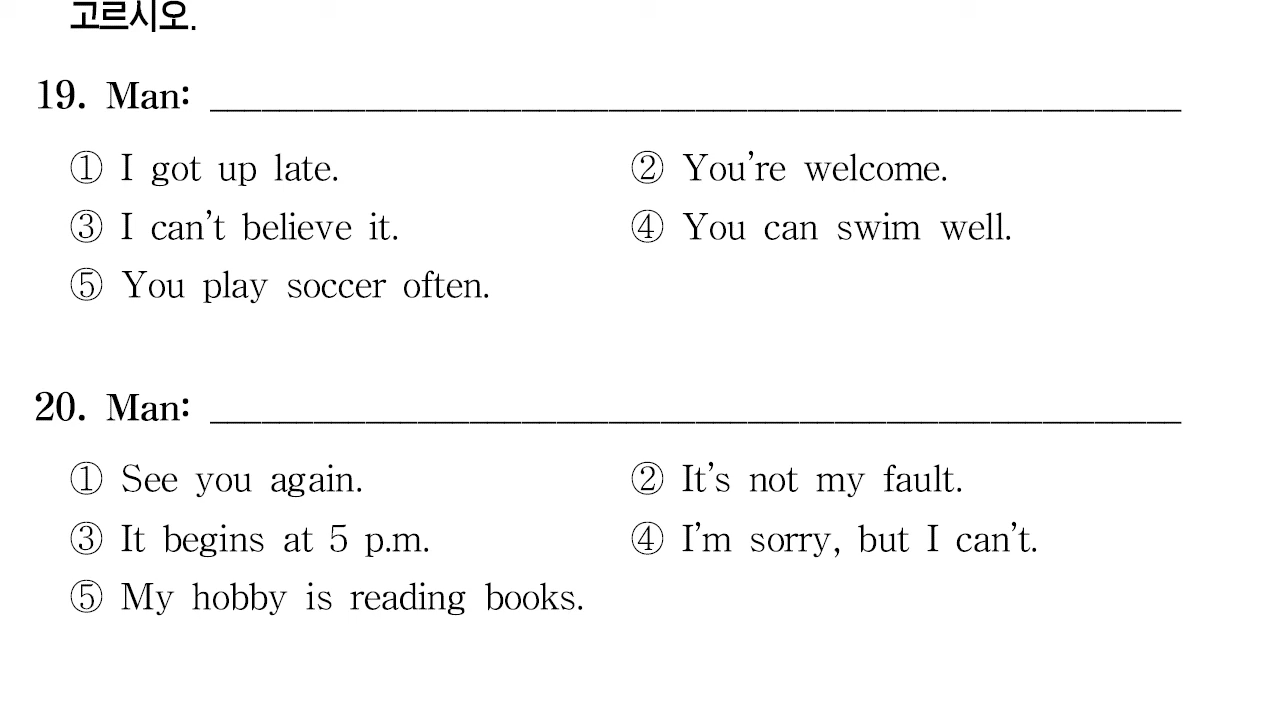 고르시오.
19. Man: ______________________________________________
① I got up late. ② You're welcome.
③ I can't believe it. ④ You can swim well.
⑤ You play soccer often.
20. Man: ______________________________________________
① See you again. ② It's not my fault.
③ It begins at 5 p.m. ④ I'm sorry, but I can't.
⑤ My hobby is reading books.